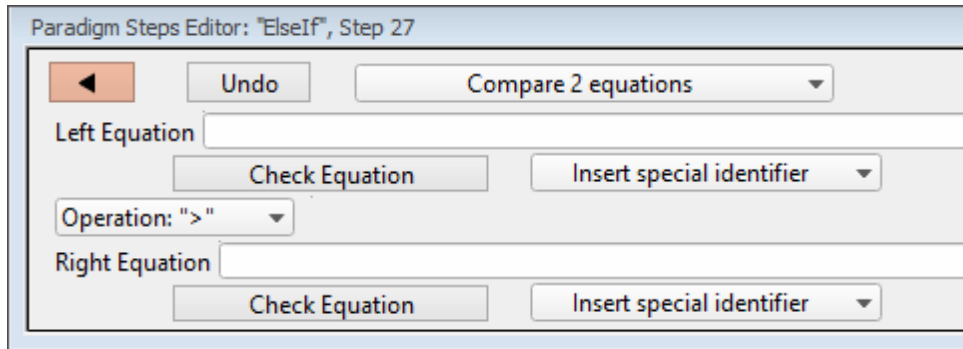 Paradigm Steps Editor: "ElseIf", Step 27
Undo Compare 2 equations
Left Equation
Check Equation Insert special identifier
Operation: ">"
Right Equation
Check Equation Insert special identifier